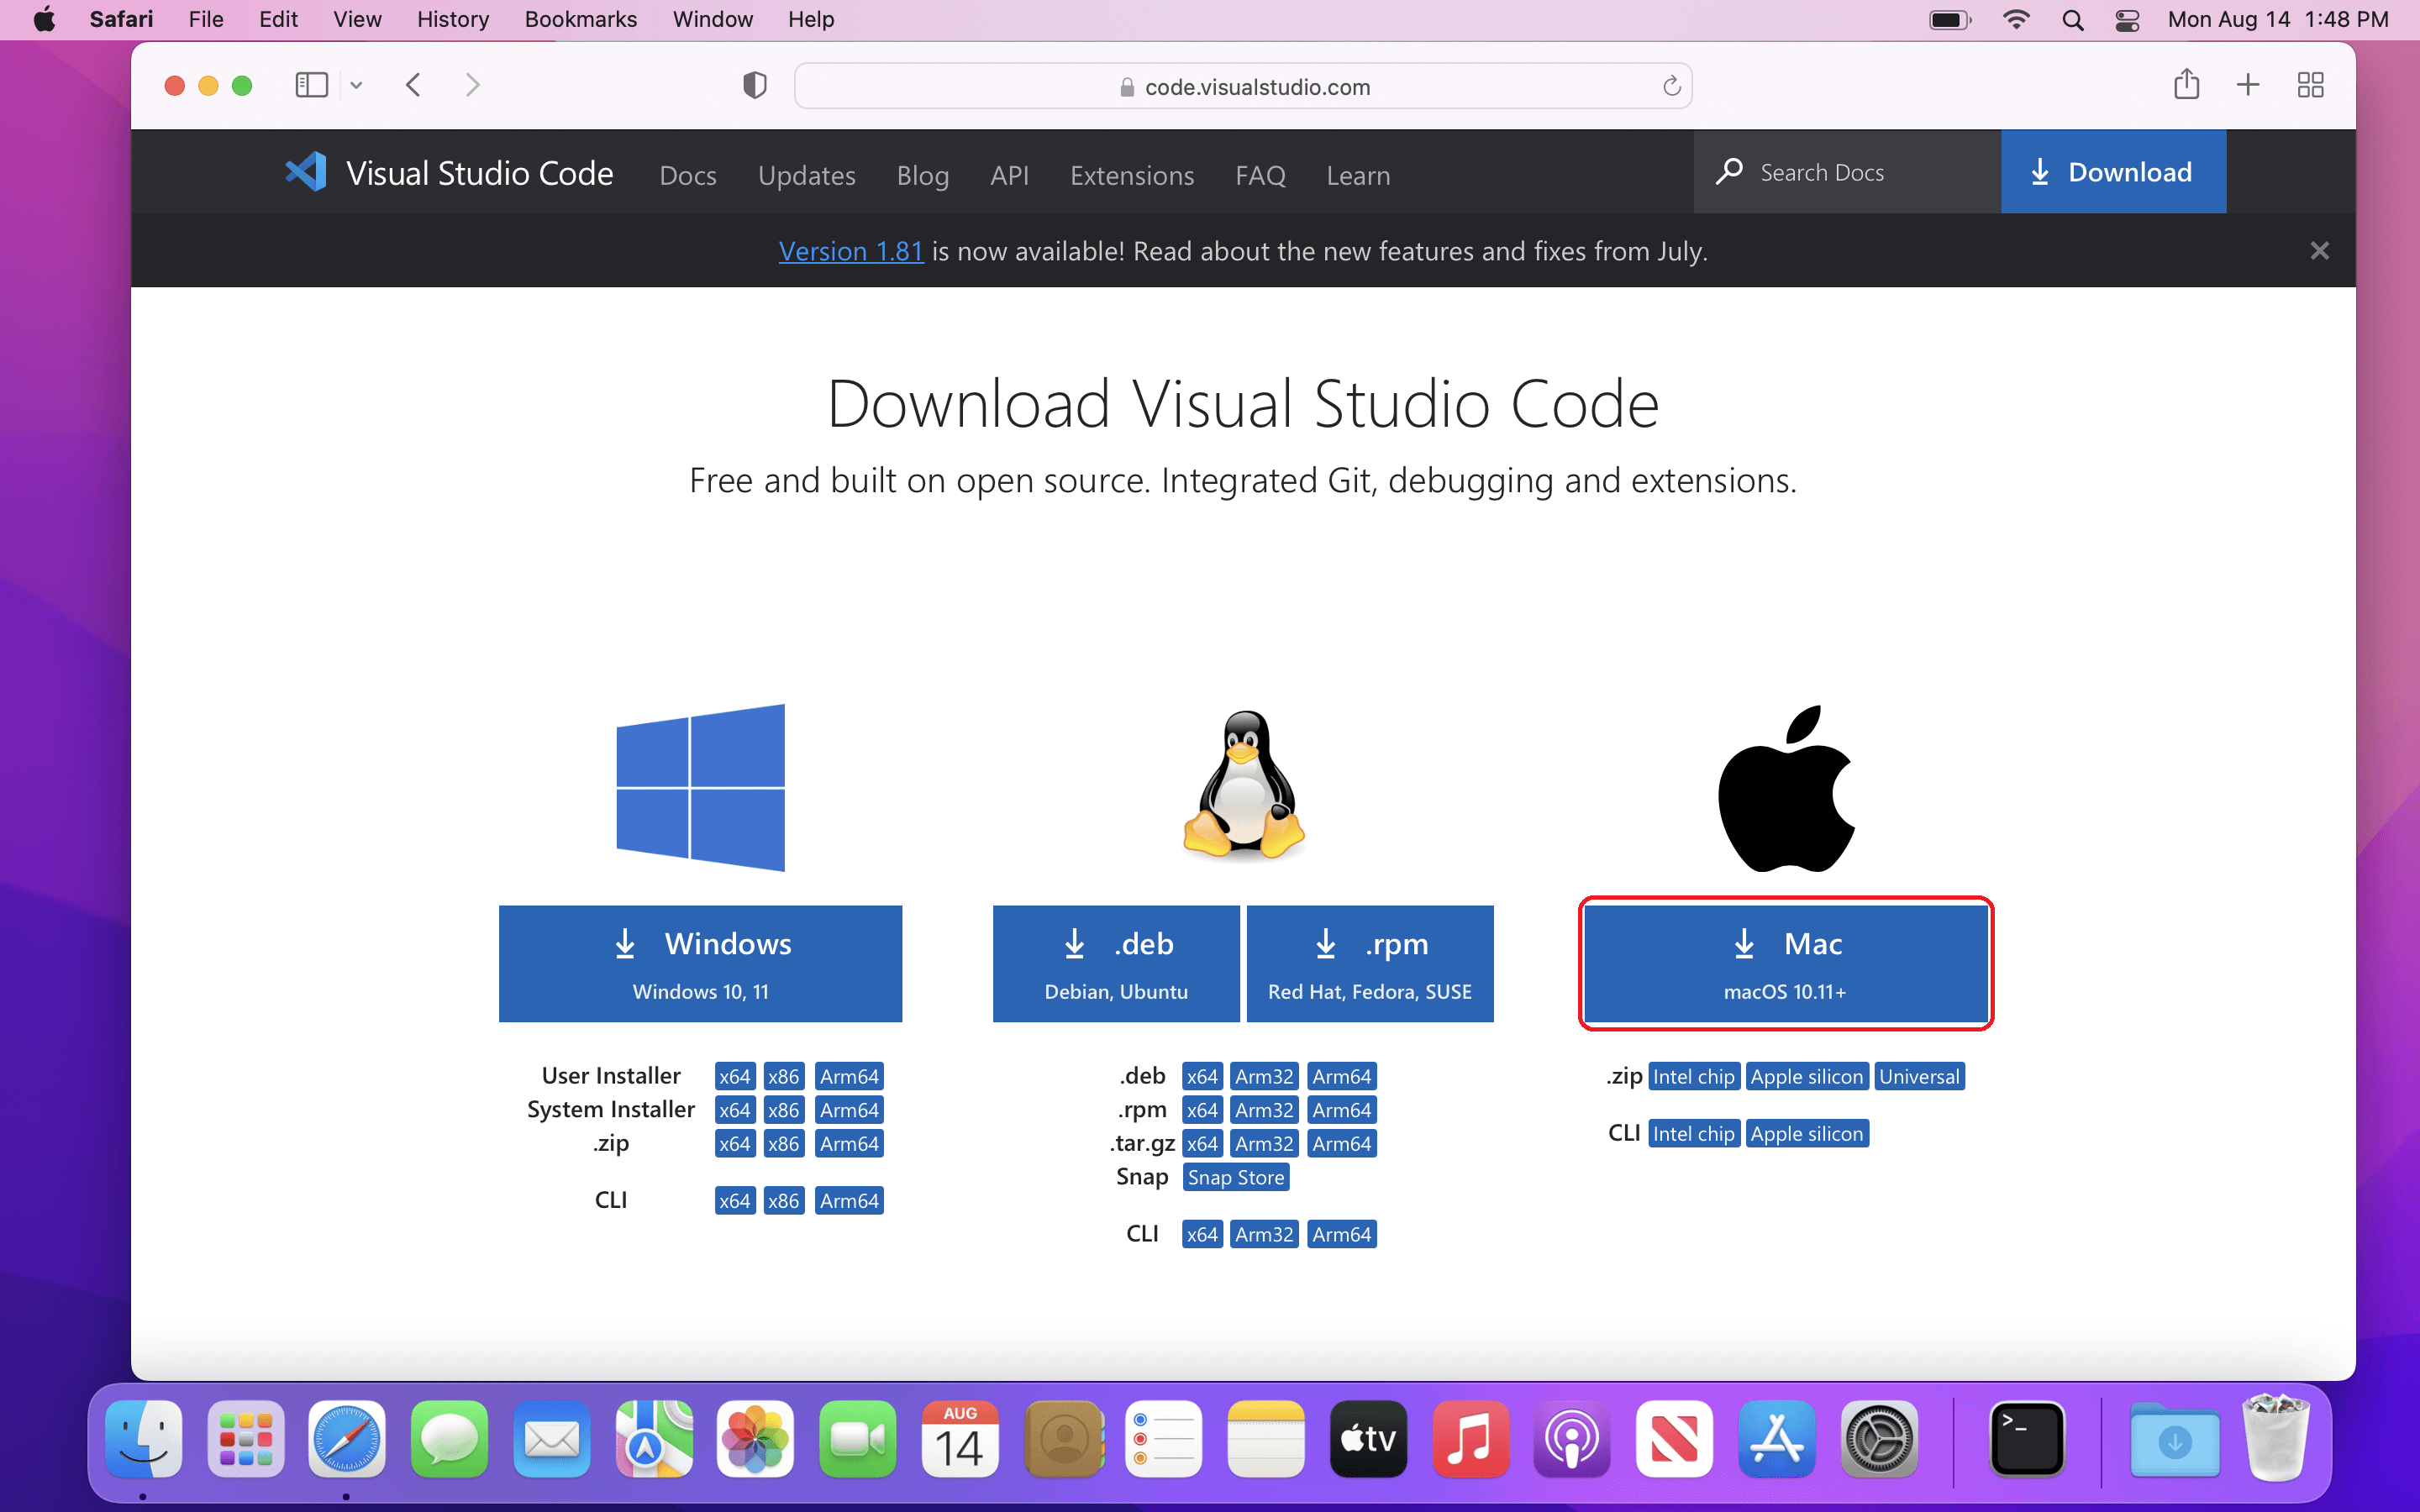 Safari File Edit View History Bookmarks Window Help Mon Aug 14 1:48 PM
code.visualstudio.com
Visual Studio Code Docs Updates Blog API Extensions FAQ Learn Search Docs Download
Version 1.81 is now available! Read about the new features and fixes from July.
Download Visual Studio Code
Free and built on open source. Integrated Git, debugging and extensions.
Windows
Windows 10, 11
User Installer x64 x86 Arm64
System Installer x64 x86 Arm64
.zip x64 x86 Arm64
CLI x64 x86 Arm64
.deb
Debian, Ubuntu
.rpm
Red Hat, Fedora, SUSE
.deb x64 Arm32 Arm64
.rpm x64 Arm32 Arm64
.tar.gz x64 Arm32 Arm64
Snap Snap Store
CLI x64 Arm32 Arm64
Mac
macOS 10.11+
.zip Intel chip Apple silicon Universal
CLI Intel chip Apple silicon
AUG
14
tv
>_